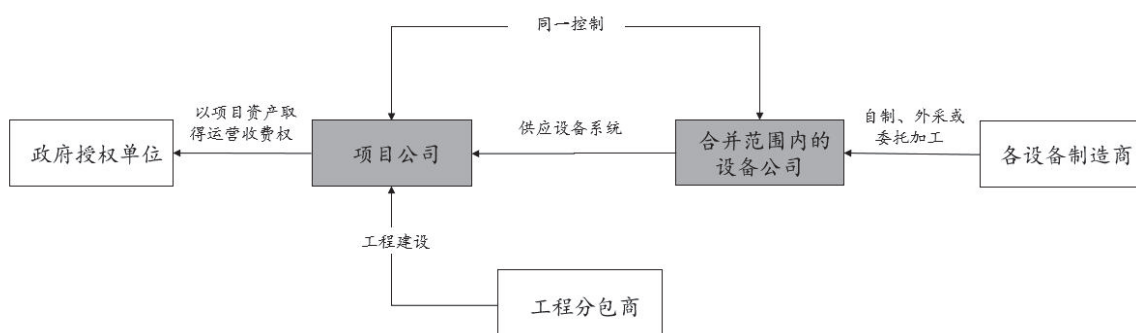 同一控制
以项目资产取
得运营收费权
供应设备系统
自制、外采或
委托加工
政府授权单位
项目公司
合并范围内的
设备公司
各设备制造商
工程建设
工程分包商